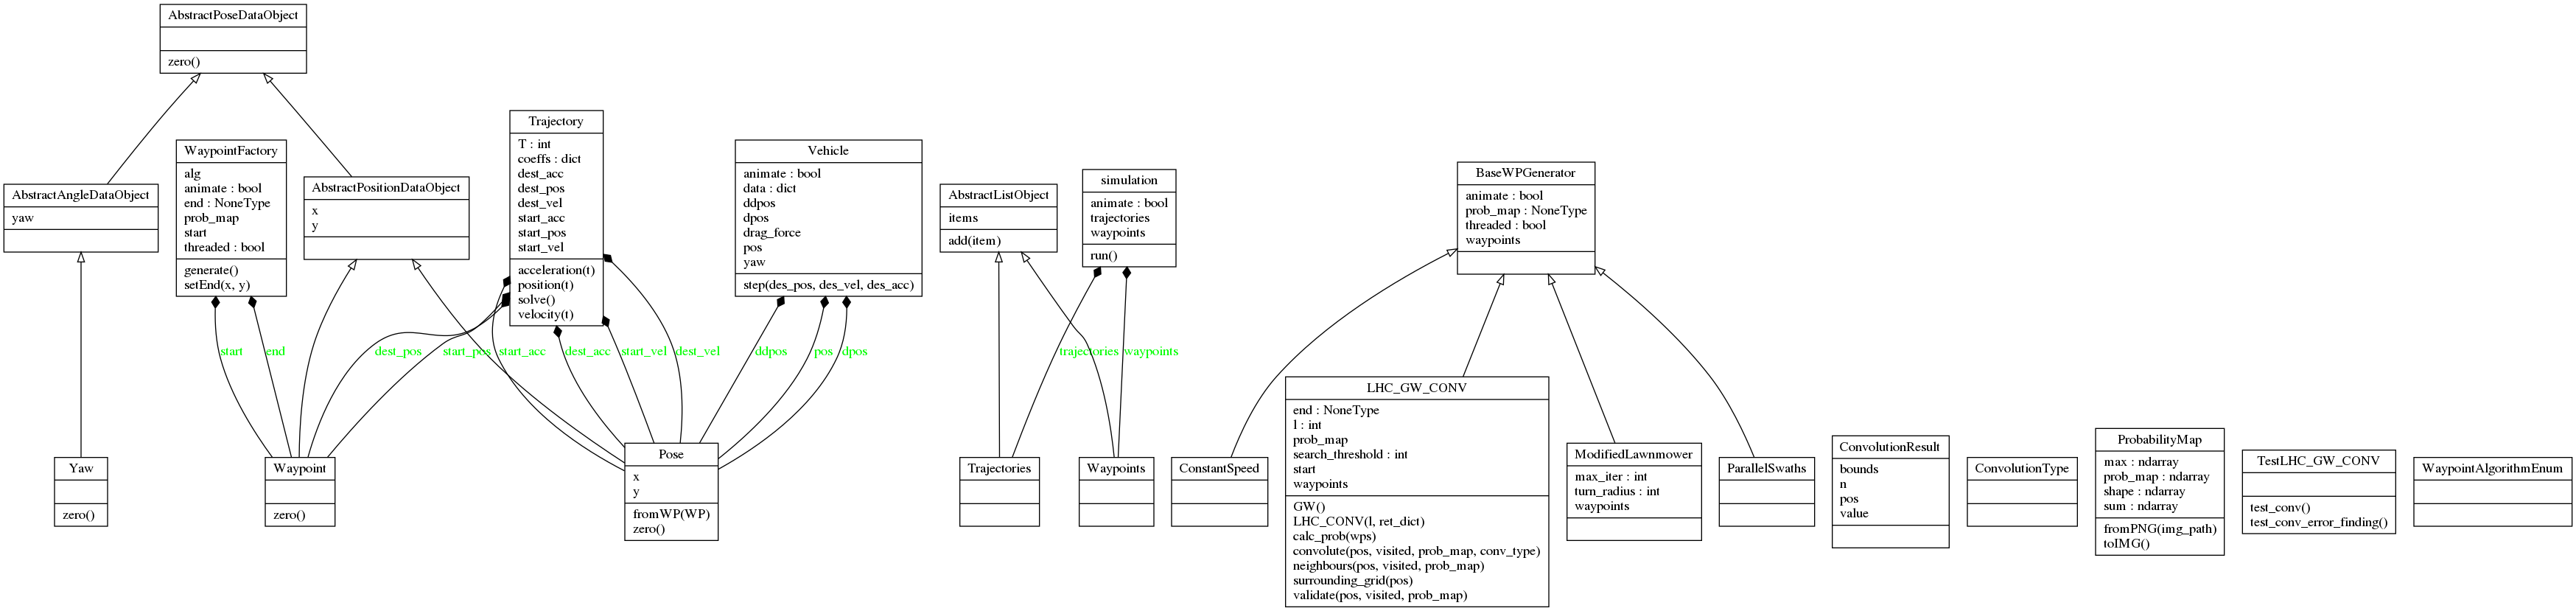 AbstractPoseDataObject
zero()
AbstractAngleDataObject
yaw
WaypointFactory
alg
animate : bool
end : NoneType
prob_map
start
threaded : bool
generate()
setEnd(x, y)
AbstractPositionDataObject
x
y
Trajectory
T : int
coeffs : dict
dest_acc
dest_pos
dest_vel
start_acc
start_pos
start_vel
acceleration(t)
position(t)
solve()
velocity(t)
Vehicle
animate : bool
data : dict
ddpos
dpos
drag_force
pos
yaw
step(des_pos, des_vel, des_acc)
AbstractListObject
items
add(item)
simulation
animate : bool
trajectories
waypoints
run()
BaseWPGenerator
animate : bool
prob_map : NoneType
threaded : bool
waypoints
start
end
dest_pos
start_pos
start_acc
dest_acc
start_vel
dest_vel
ddpos
pos
dpos
trajectories
waypoints
Yaw
zero()
Waypoint
zero()
Pose
x
y
fromWP(WP)
zero()
Trajectories
Waypoints
ConstantSpeed
LHC_GW_CONV
end : NoneType
l : int
prob_map
search_threshold : int
start
waypoints
GW()
LHC_CONV(l, ret_dict)
calc_prob(wps)
convolute(pos, visited, prob_map, conv_type)
neighbours(pos, visited, prob_map)
surrounding_grid(pos)
validate(pos, visited, prob_map)
ModifiedLawnmower
max_iter : int
turn_radius : int
waypoints
ParallelSwaths
ConvolutionResult
bounds
n
pos
value
ConvolutionType
ProbabilityMap
max : ndarray
prob_map : ndarray
shape : ndarray
sum : ndarray
fromPNG(img_path)
toIMG()
TestLHC_GW_CONV
test_conv()
test_conv_error_finding()
WaypointAlgorithmEnum